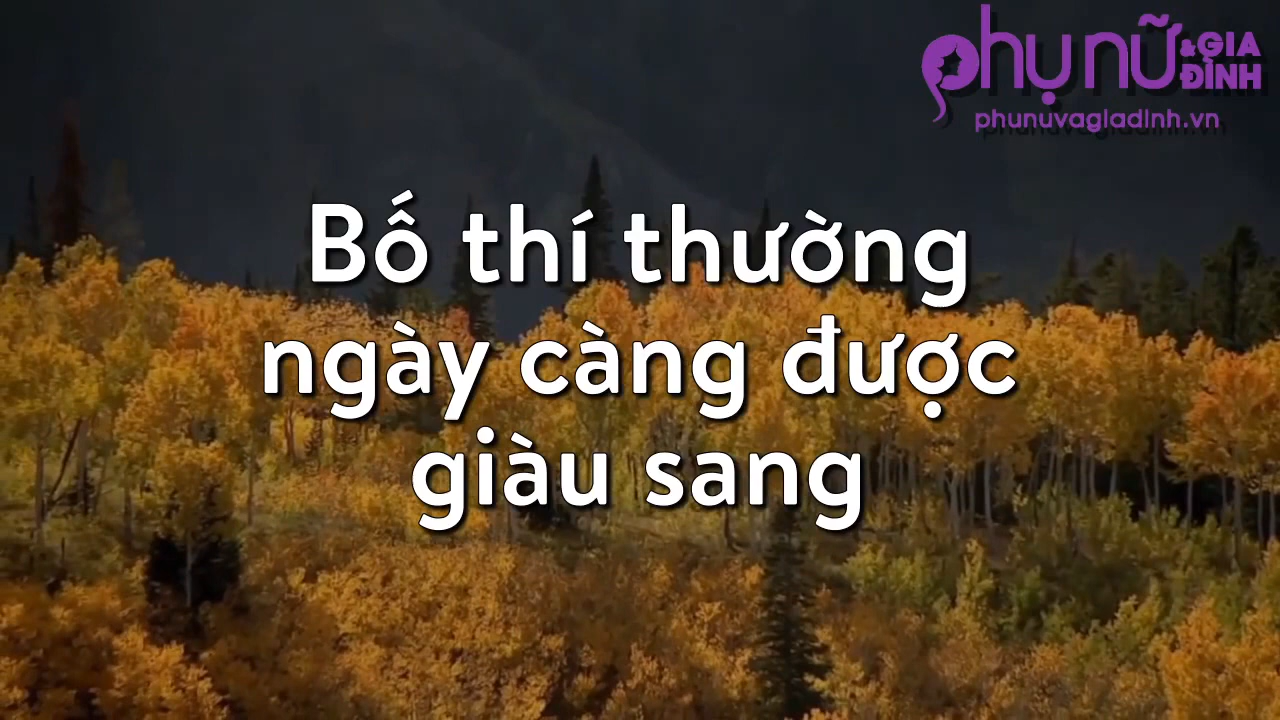 phụ nữ &GIA ĐÌNH
phunuvagiadinh.vn
Bố thí thường
ngày càng được
giàu sang